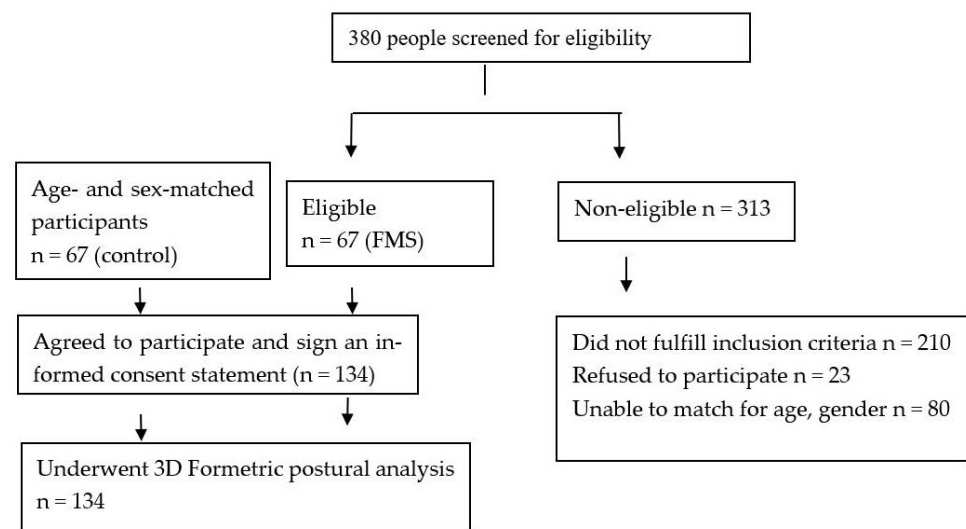 380 people screened for eligibility
Age- and sex-matched
participants
n = 67 (control)
Eligible
n = 67 (FMS)
Non-eligible n = 313
Agreed to participate and sign an in-
formed consent statement (n = 134)
Did not fulfill inclusion criteria n = 210
Refused to participate n = 23
Unable to match for age, gender n = 80
Underwent 3D Formetric postural analysis
n = 134